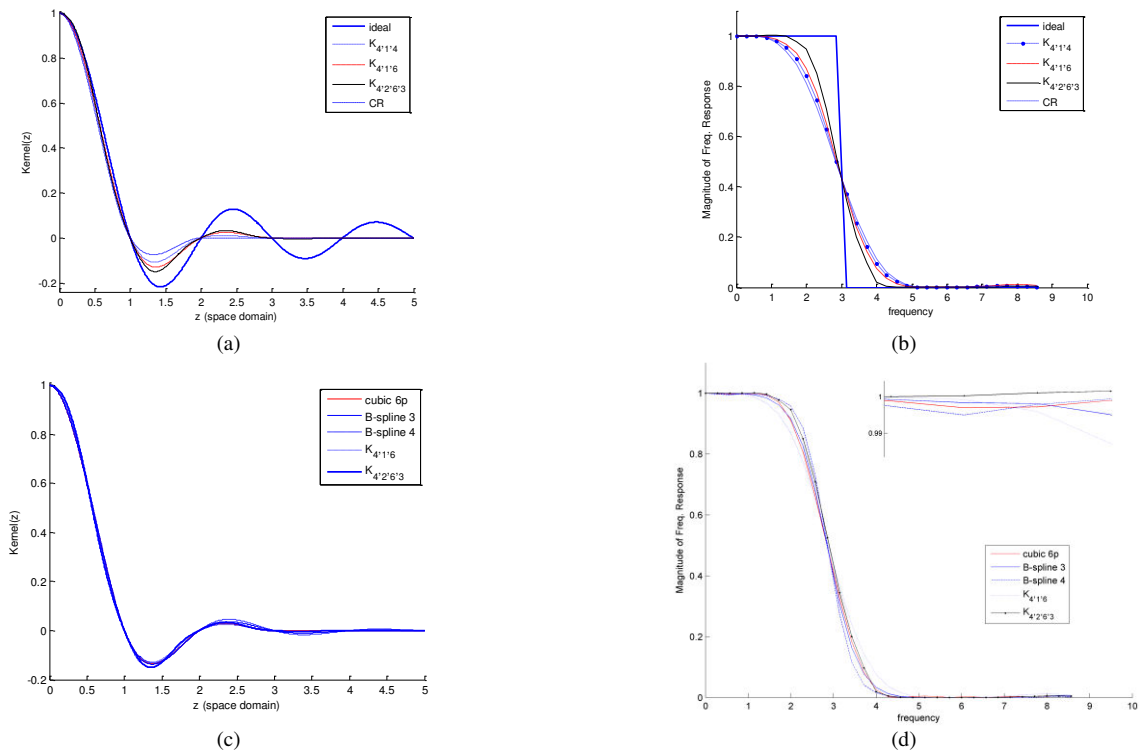 1
0.8
0.6
0.4
0.2
0
-0.2
Kernel(z)
0 0.5 1 1.5 2 2.5 3 3.5 4 4.5 5
z (space domain)
ideal
K4'1'4
K4'1'6
K4'2'6'3
CR
(a)
1
0.8
0.6
0.4
0.2
0
Magnitude of Freq. Response
0 1 2 3 4 5 6 7 8 9 10
frequency
ideal
K4'1'4
K4'1'6
K4'2'6'3
CR
(b)
1
0.8
0.6
0.4
0.2
0
-0.2
Kernel(z)
0 0.5 1 1.5 2 2.5 3 3.5 4 4.5 5
z (space domain)
cubic 6p
B-spline 3
B-spline 4
K4'1'6
K4'2'6'3
(c)
1
0.8
0.6
0.4
0.2
0
Magnitude of Freq. Response
0 1 2 3 4 5 6 7 8 9 10
frequency
1
0.99
cubic 6p
B-spline 3
B-spline 4
K4'1'6
K4'2'6'3
(d)